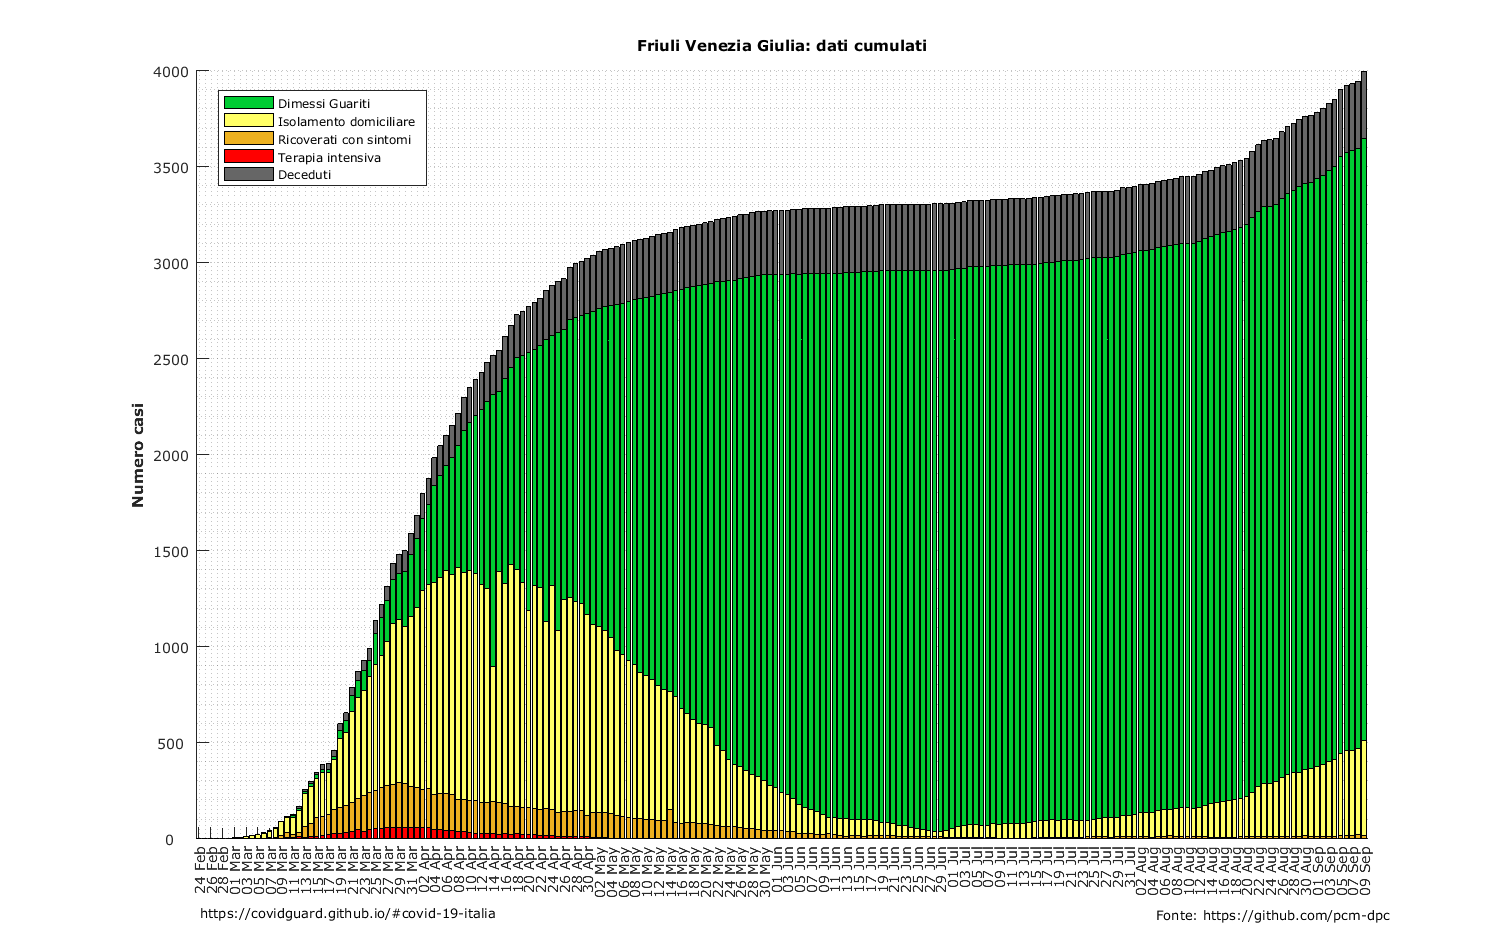 Friuli Venezia Giulia: dati cumulati
4000
3500
3000
2500
2000
1500
1000
500
0
Numero casi
Dimessi Guariti
Isolamento domiciliare
Ricoverati con sintomi
Terapia intensiva
Deceduti
24 Feb
26 Feb
28 Feb
01 Mar
03 Mar
05 Mar
07 Mar
09 Mar
11 Mar
13 Mar
15 Mar
17 Mar
19 Mar
21 Mar
23 Mar
25 Mar
27 Mar
29 Mar
31 Mar
02 Apr
04 Apr
06 Apr
08 Apr
10 Apr
12 Apr
14 Apr
16 Apr
18 Apr
20 Apr
22 Apr
24 Apr
26 Apr
28 Apr
30 Apr
02 May
04 May
06 May
08 May
10 May
12 May
14 May
16 May
18 May
20 May
22 May
24 May
26 May
28 May
30 May
01 Jun
03 Jun
05 Jun
07 Jun
09 Jun
11 Jun
13 Jun
15 Jun
17 Jun
19 Jun
21 Jun
23 Jun
25 Jun
27 Jun
29 Jun
01 Jul
03 Jul
05 Jul
07 Jul
09 Jul
11 Jul
13 Jul
15 Jul
17 Jul
19 Jul
21 Jul
23 Jul
25 Jul
27 Jul
29 Jul
31 Jul
02 Aug
04 Aug
06 Aug
08 Aug
10 Aug
12 Aug
14 Aug
16 Aug
18 Aug
20 Aug
22 Aug
24 Aug
26 Aug
28 Aug
30 Aug
01 Sep
03 Sep
05 Sep
07 Sep
09 Sep
https://covidguard.github.io/#covid-19-italia
Fonte: https://github.com/pcm-dpc